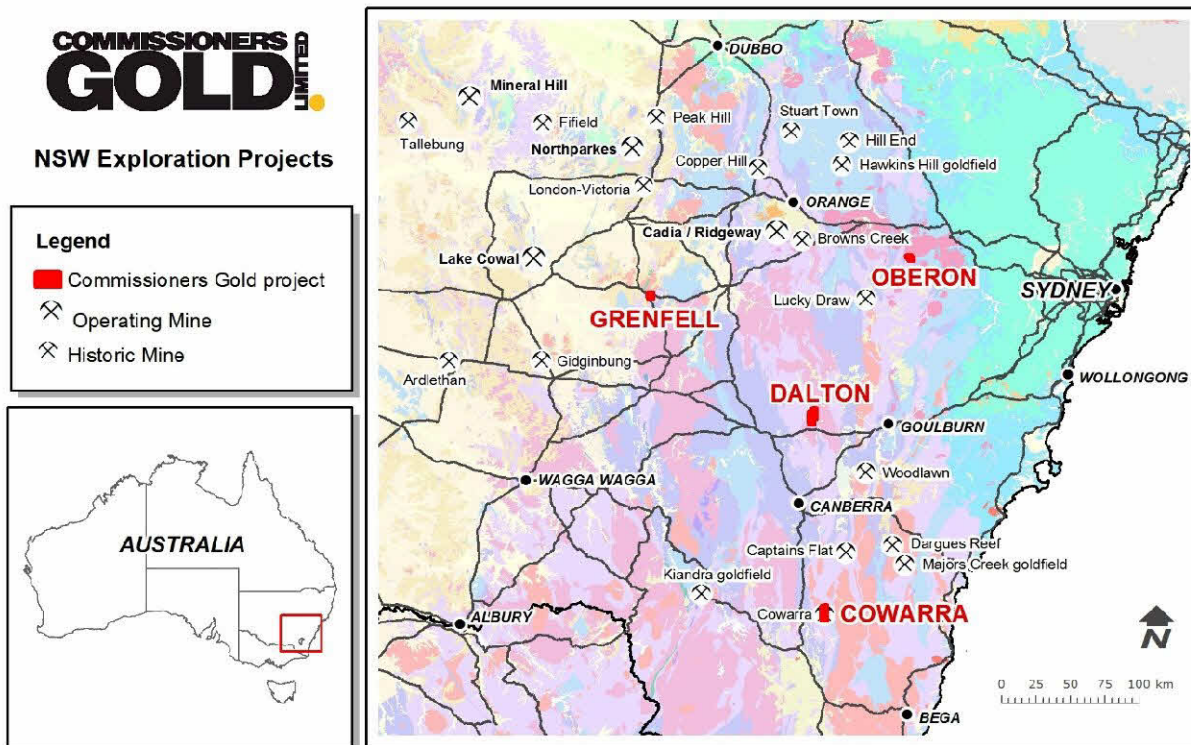 COMMISSIONERS
GOLD
LIMITED
NSW Exploration Projects
Legend
Commissioners Gold project
Operating Mine
Historic Mine
AUSTRALIA
DUBBO
Mineral Hill
Tallebung
Fifield
Peak Hill
Stuart Town
Northparkes
Hill End
Copper Hill
Hawkins Hill goldfield
London-Victoria
ORANGE
Cadia / Ridgeway
Browns Creek
Lake Cowal
OBERON
SYDNEY
Lucky Draw
GRENFELL
Ardlethan
Gidginbung
WOLLONGONG
DALTON
GOULBURN
WAGGA WAGGA
Woodlawn
CANBERRA
Captains Flat
Dargues Reef
Majors Creek goldfield
Kiandra goldfield
ALBURY
Cowarra
COWARRA
N
0 25 50 75 100 km
BEGA